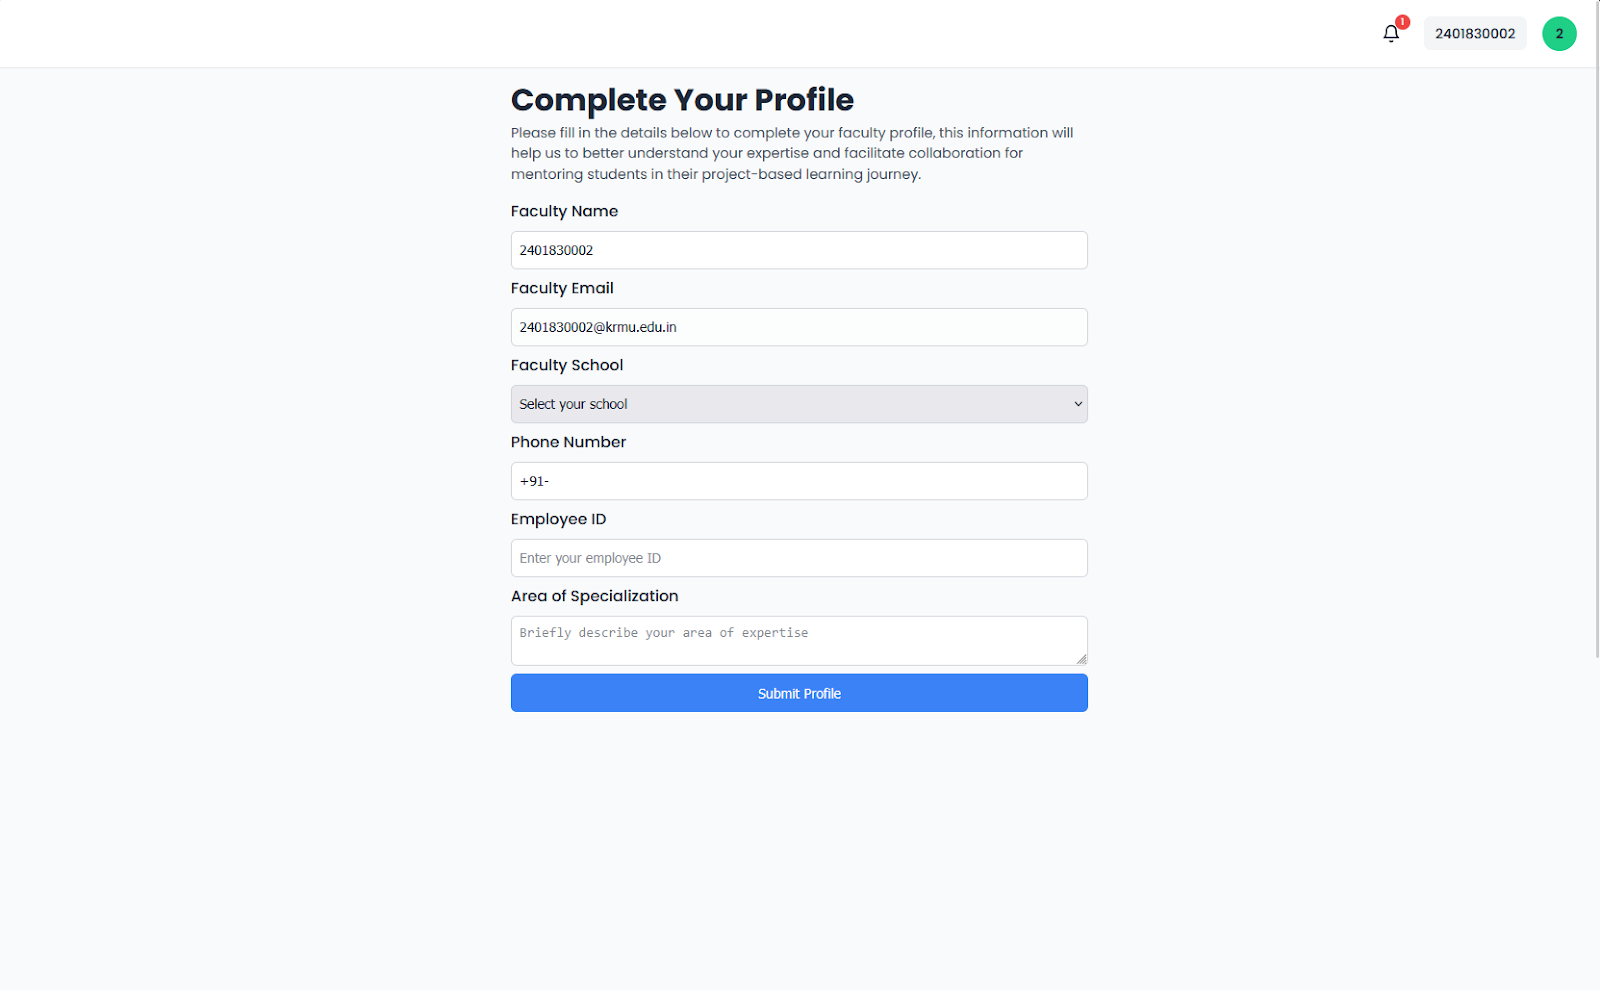 1
2401830002
2
Complete Your Profile
Please fill in the details below to complete your faculty profile, this information will
help us to better understand your expertise and facilitate collaboration for
mentoring students in their project-based learning journey.
Faculty Name
2401830002
Faculty Email
2401830002@krmu.edu.in
Faculty School
Select your school
Phone Number
+91-
Employee ID
Enter your employee ID
Area of Specialization
Briefly describe your area of expertise
Submit Profile